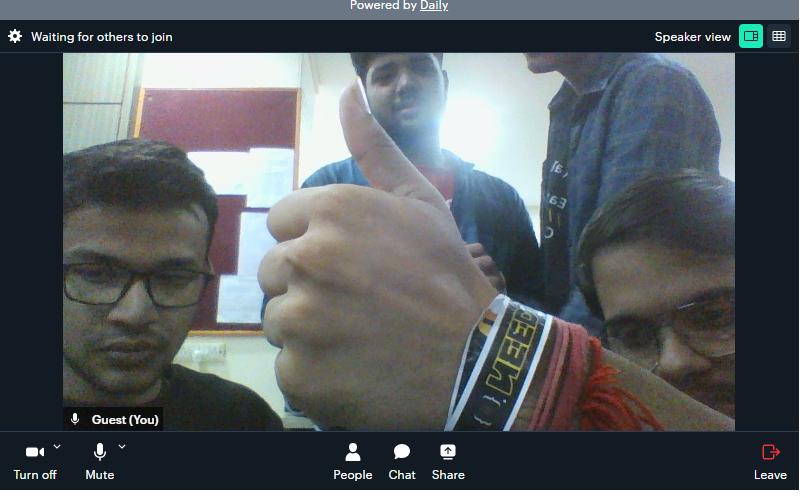 Powered by Daily
Waiting for others to join
Speaker view
Guest (You)
Turn off
Mute
People
Chat
Share
Leave